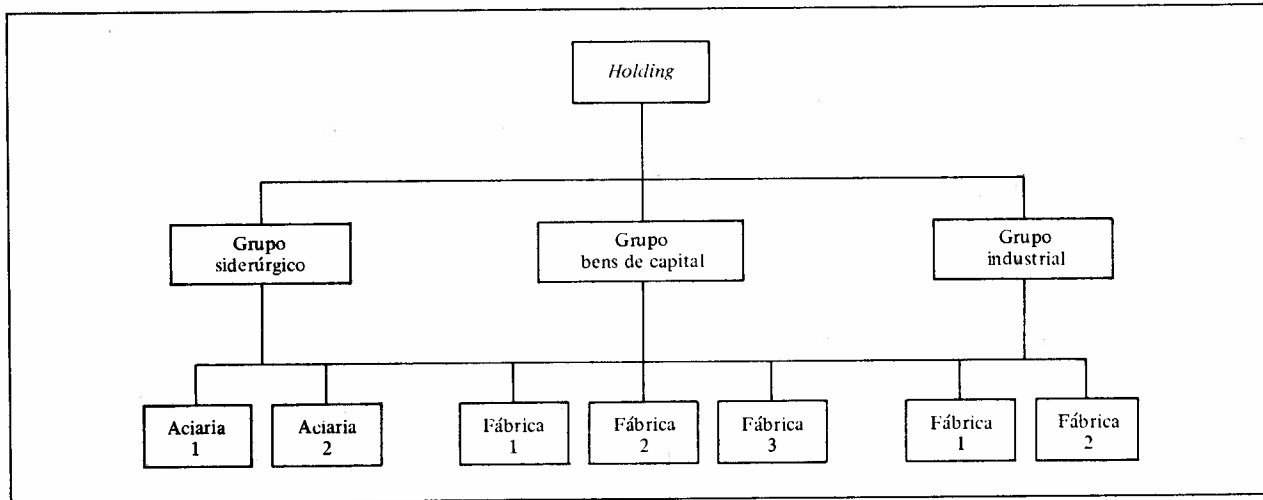 Holding
Grupo
siderúrgico
Grupo
bens de capital
Grupo
industrial
Aciaria
1
Aciaria
2
Fábrica
1
Fábrica
2
Fábrica
3
Fábrica
1
Fábrica
2